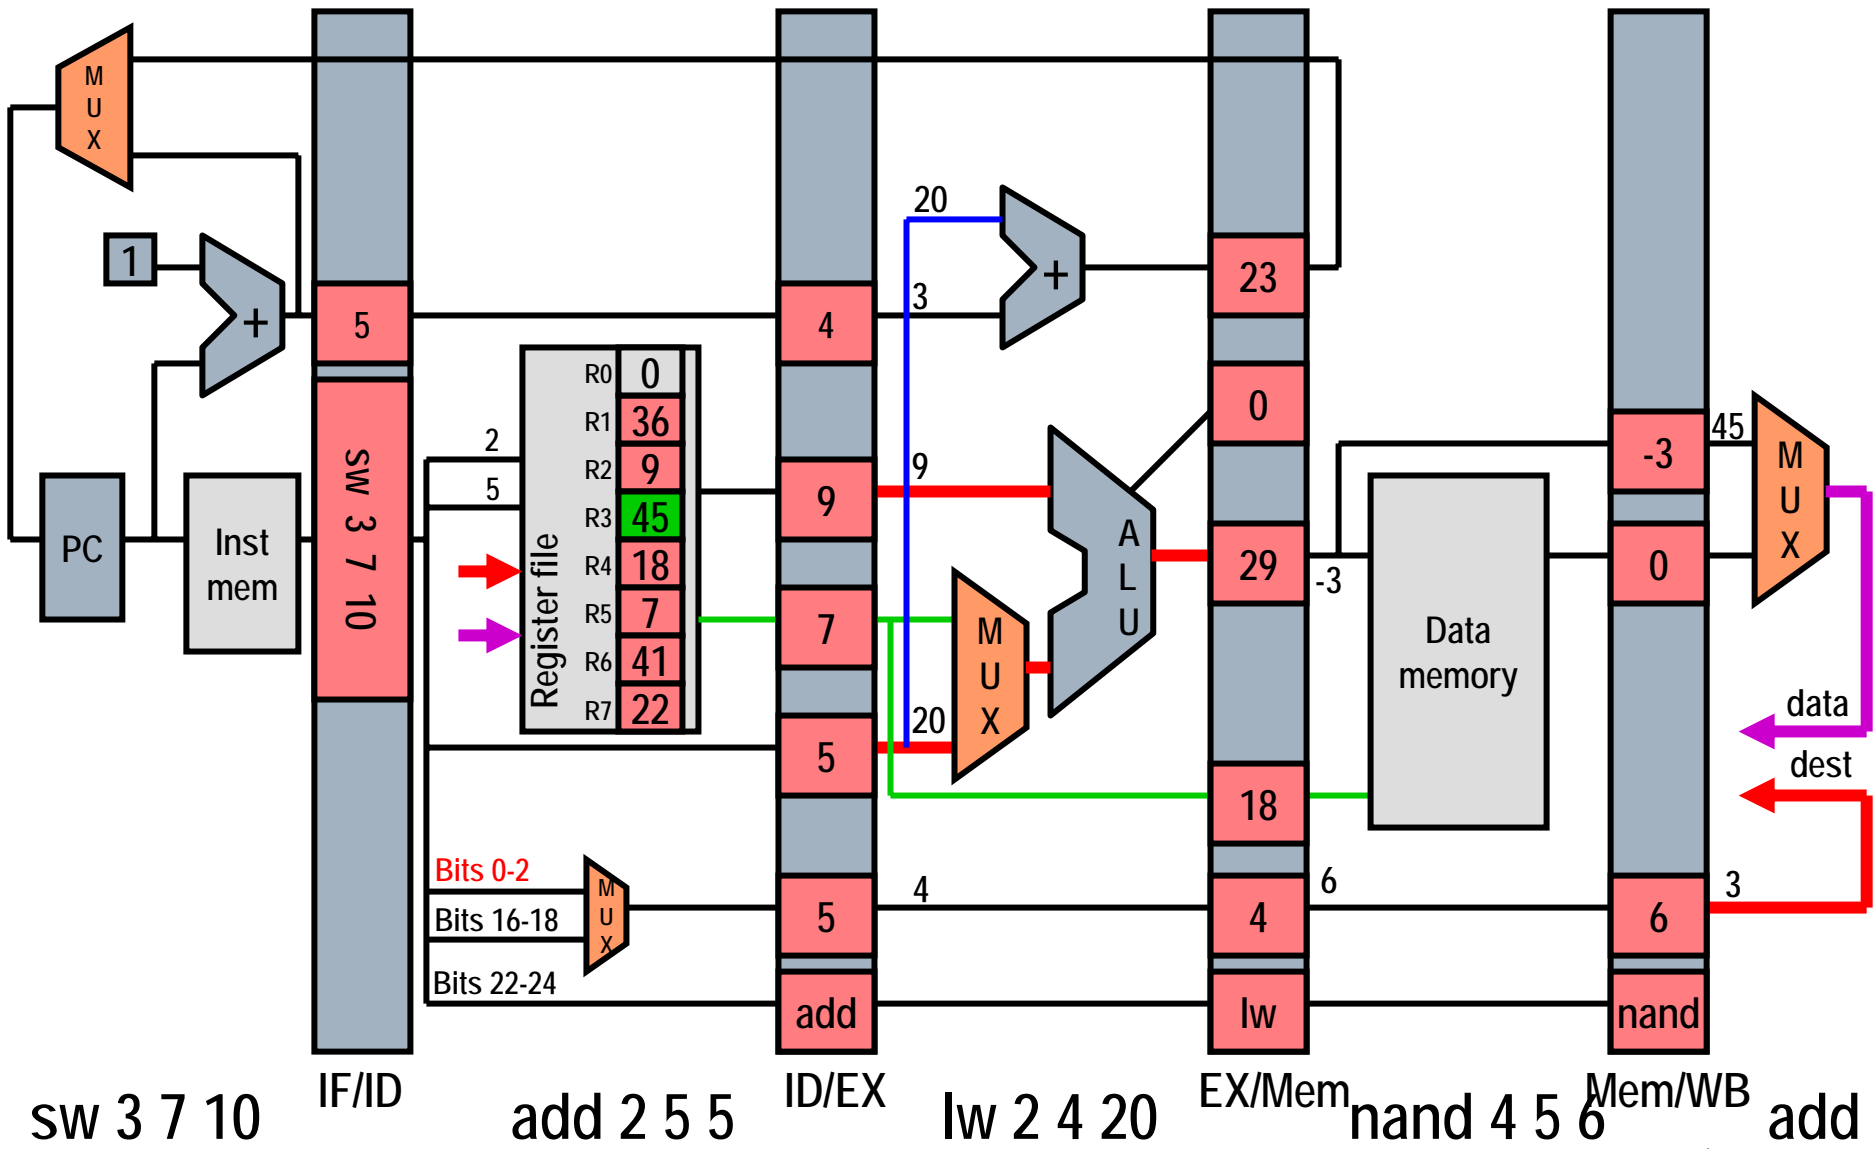 M
U
X
1
+
PC
Inst
mem
5
sw 3 7 10
IF/ID
2
5
Register file
R0 0
R1 36
R2 9
R3 45
R4 18
R5 7
R6 41
R7 22
Bits 0-2
Bits 16-18
Bits 22-24
M
U
X
4
9
7
5
5
add
ID/EX
20
3
9
20
4
+
M
U
X
A
L
U
23
0
29
18
4
lw
EX/Mem
-3
6
Data
memory
-3
0
6
nand
Mem/WB
45
3
M
U
X
data
dest
sw 3 7 10
add 2 5 5
lw 2 4 20
nand 4 5 6
add